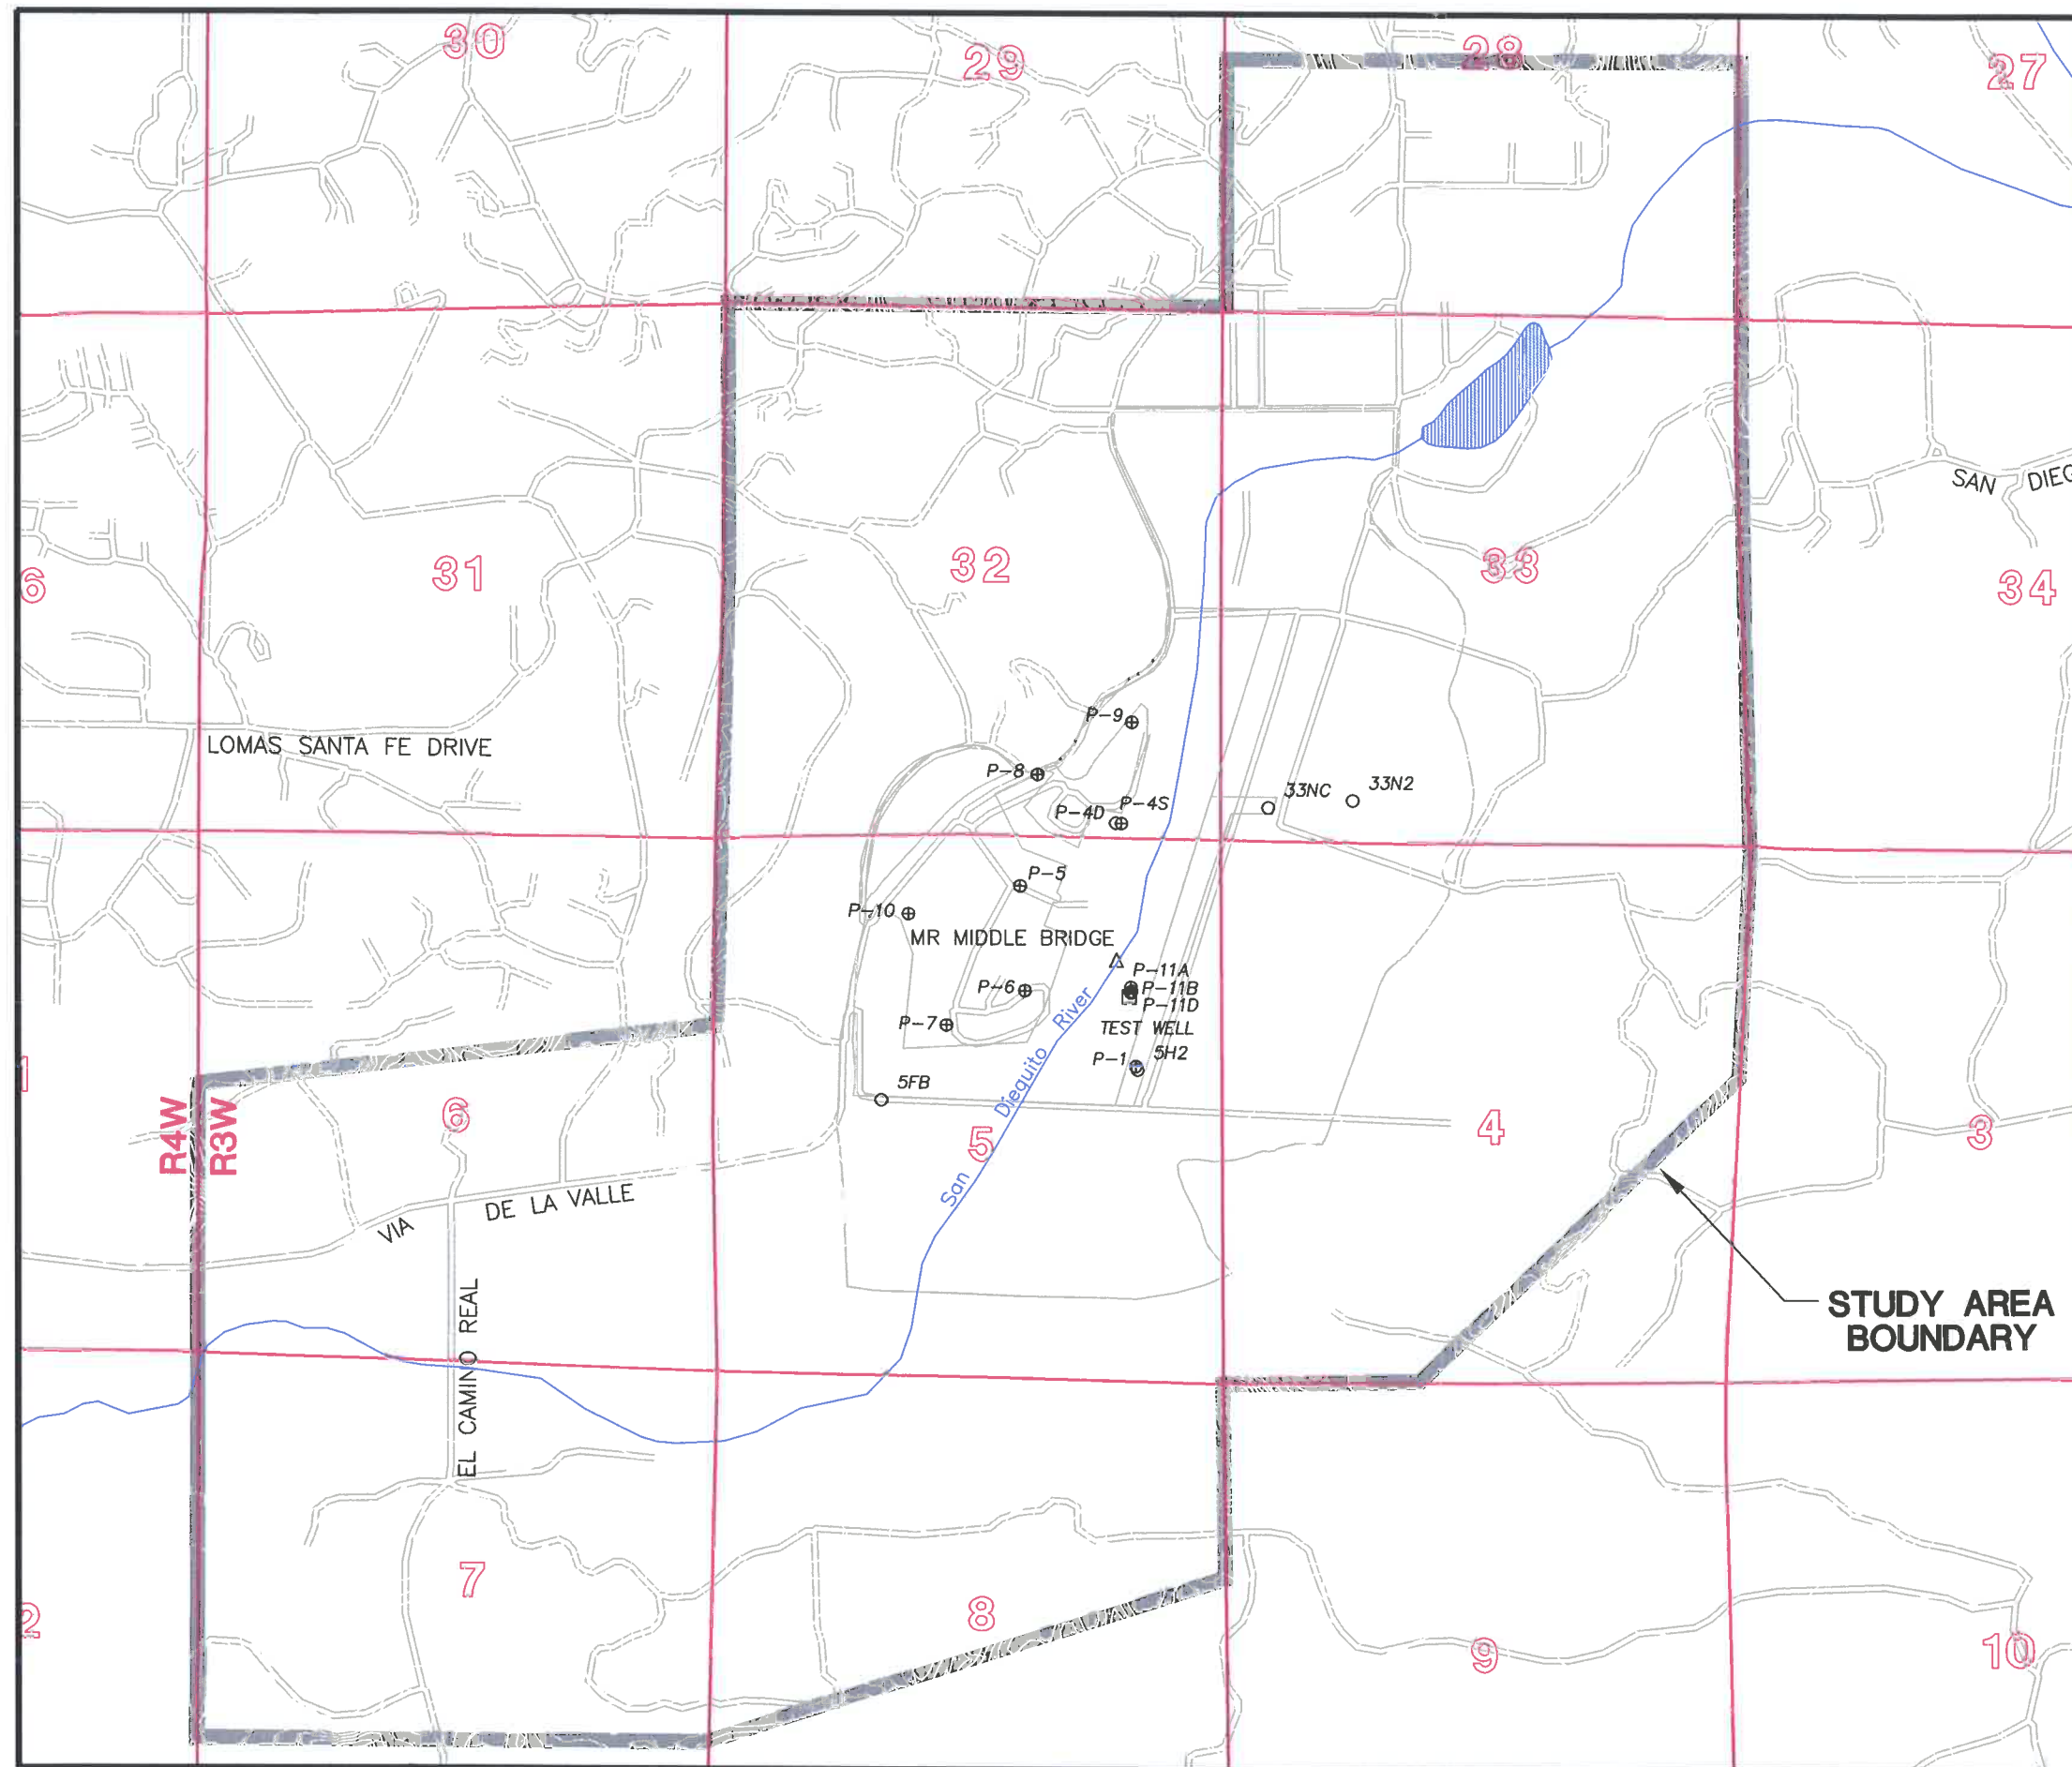 30
29
28
27
SAN DIEG
6
31
32
33
34
P-9
LOMAS SANTA FE DRIVE
P-8
33NC
33N2
P-4D
P-4S
P-5
P-10
MR MIDDLE BRIDGE
P-11A
P-6
P-11B
P-11D
P-7
TEST WELL
P-1
5H2
5FB
San Dieguito River
1
R4W
R3W
6
5
4
3
VIA DE LA VALLE
EL CAMINO REAL
STUDY AREA
BOUNDARY
7
8
9
10
2